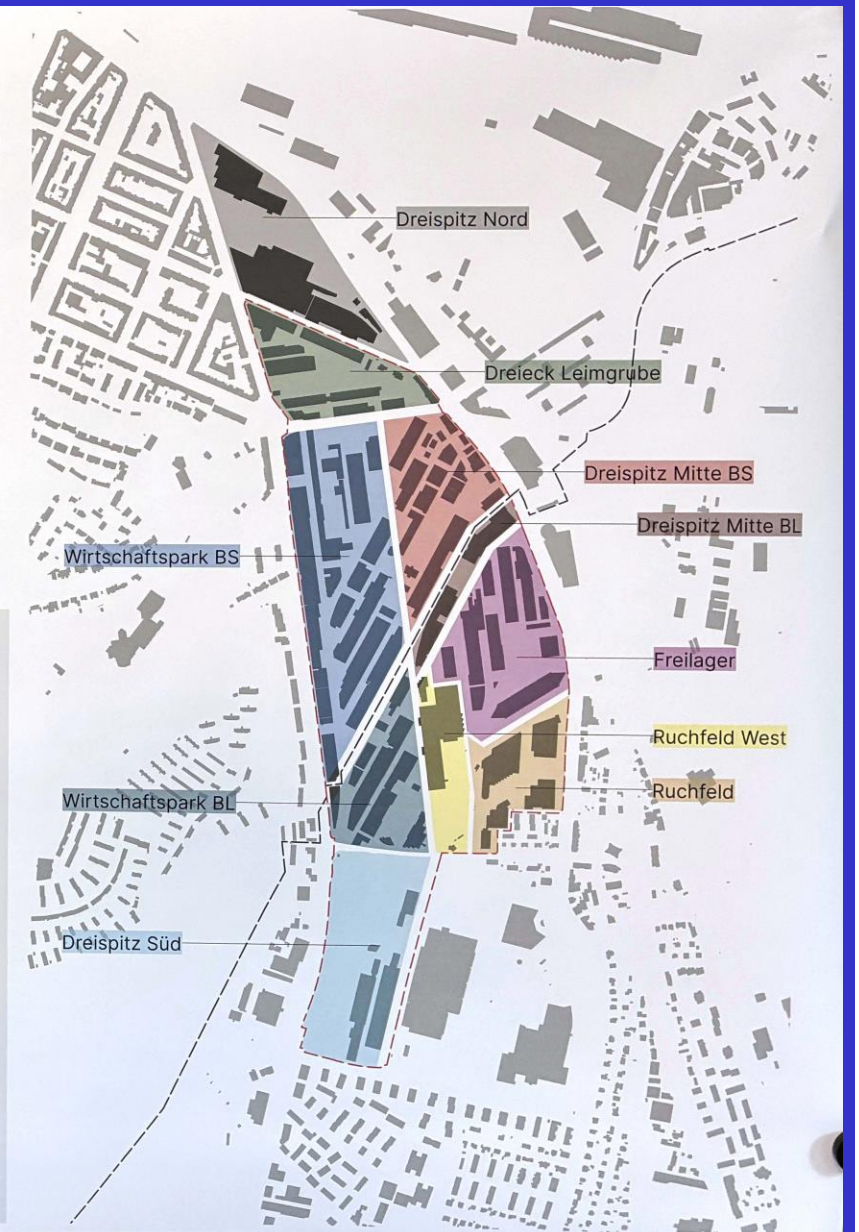 Dreispitz Nord
Dreieck Leimgrube
Dreispitz Mitte BS
Dreispitz Mitte BL
Wirtschaftspark BS
Freilager
Ruchfeld West
Ruchfeld
Wirtschaftspark BL
Dreispitz Süd